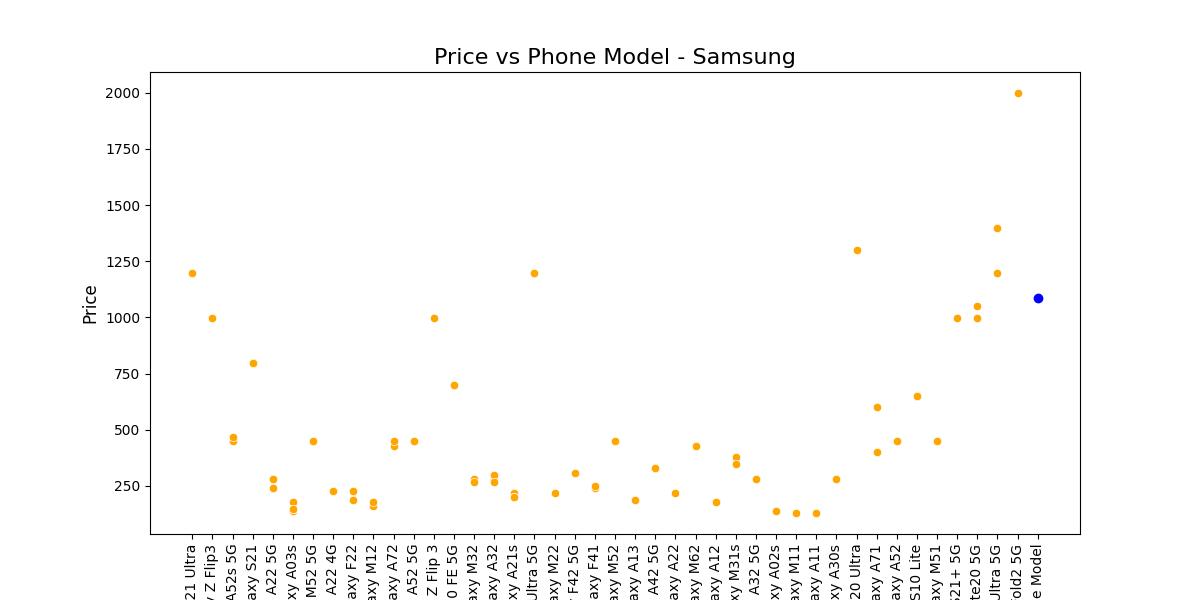 Price vs Phone Model - Samsung
Price
2000
1750
1500
1250
1000
750
500
250
21 Ultra
Z Flip3
A52s 5G
axy S21
A22 5G
xy A03s
M52 5G
A22 4G
axy F22
axy M12
axy A72
A52 5G
Z Flip 3
0 FE 5G
axy M32
axy A32
xy A21s
Ultra 5G
axy M22
F42 5G
axy F41
axy M52
axy A13
A42 5G
axy A22
axy M62
axy A12
xy M31s
A32 5G
xy A02s
axy M11
axy A11
xy A30s
20 Ultra
axy A71
axy A52
S10 Lite
axy M51
S21+ 5G
te20 5G
Ultra 5G
old2 5G
e Model